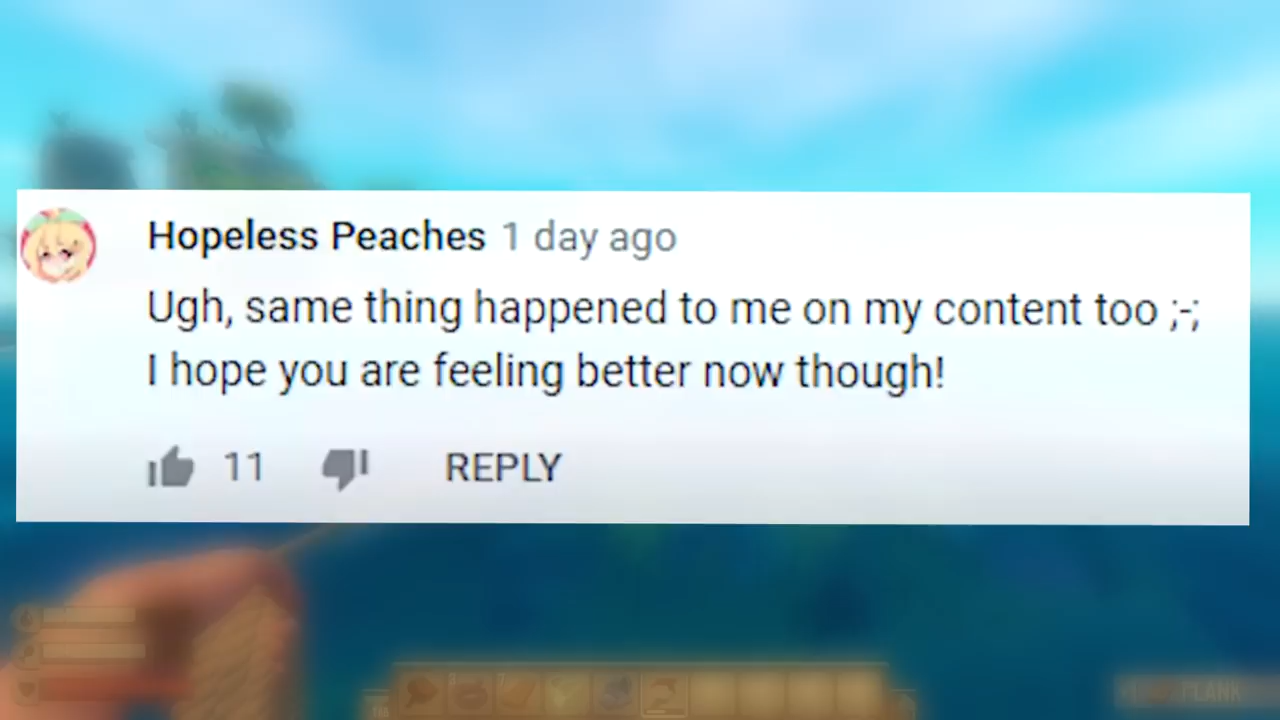 Hopeless Peaches 1 day ago
Ugh, same thing happened to me on my content too ;-;
I hope you are feeling better now though!
11 REPLY
PLANK